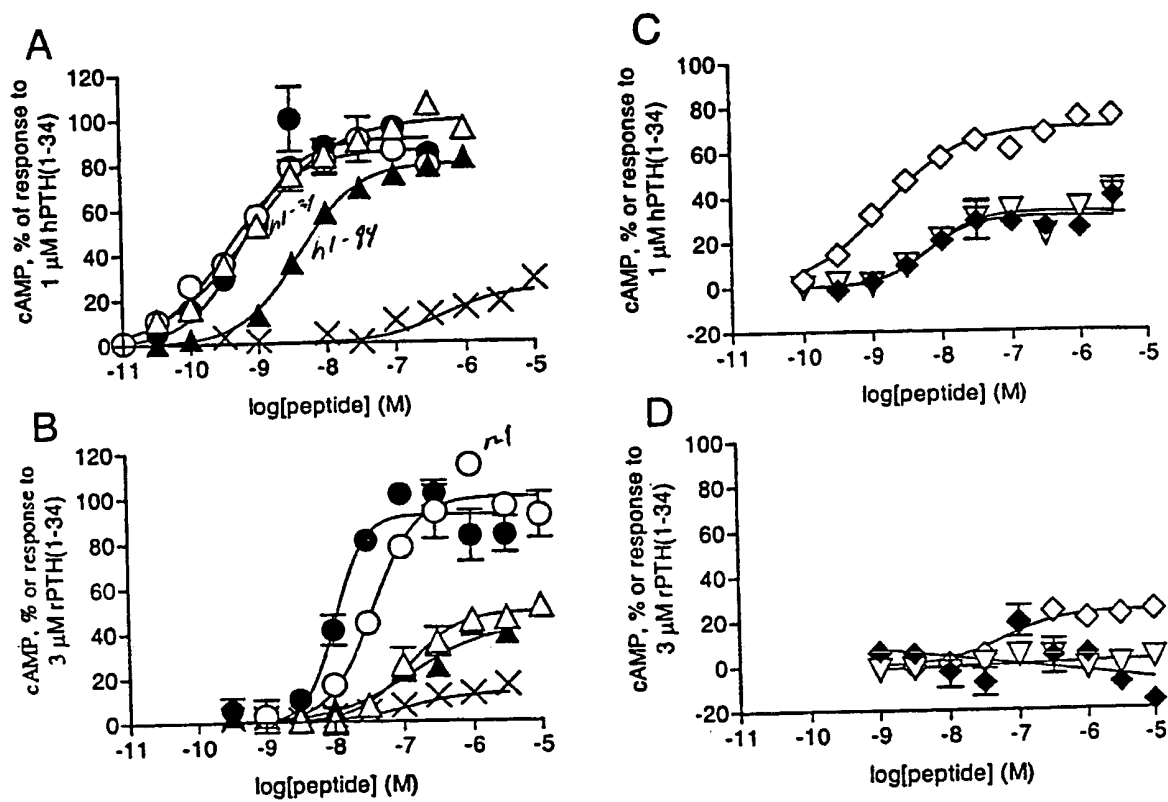 A
cAMP, % of response to
1 µM hPTH(1-34)
120
100
80
60
40
20
0
-11 -10 -9 -8 -7 -6 -5
log[peptide] (M)
h1-34
h1-84
B
cAMP, % or response to
3 µM rPTH(1-34)
120
100
80
60
40
20
0
-11 -10 -9 -8 -7 -6 -5
log[peptide] (M)
C
cAMP, % or response to
1 µM hPTH(1-34)
100
80
60
40
20
0
-20
-11 -10 -9 -8 -7 -6 -5
log[peptide] (M)
D
cAMP, % or response to
3 µM rPTH(1-34)
100
80
60
40
20
0
-20
-11 -10 -9 -8 -7 -6 -5
log[peptide] (M)